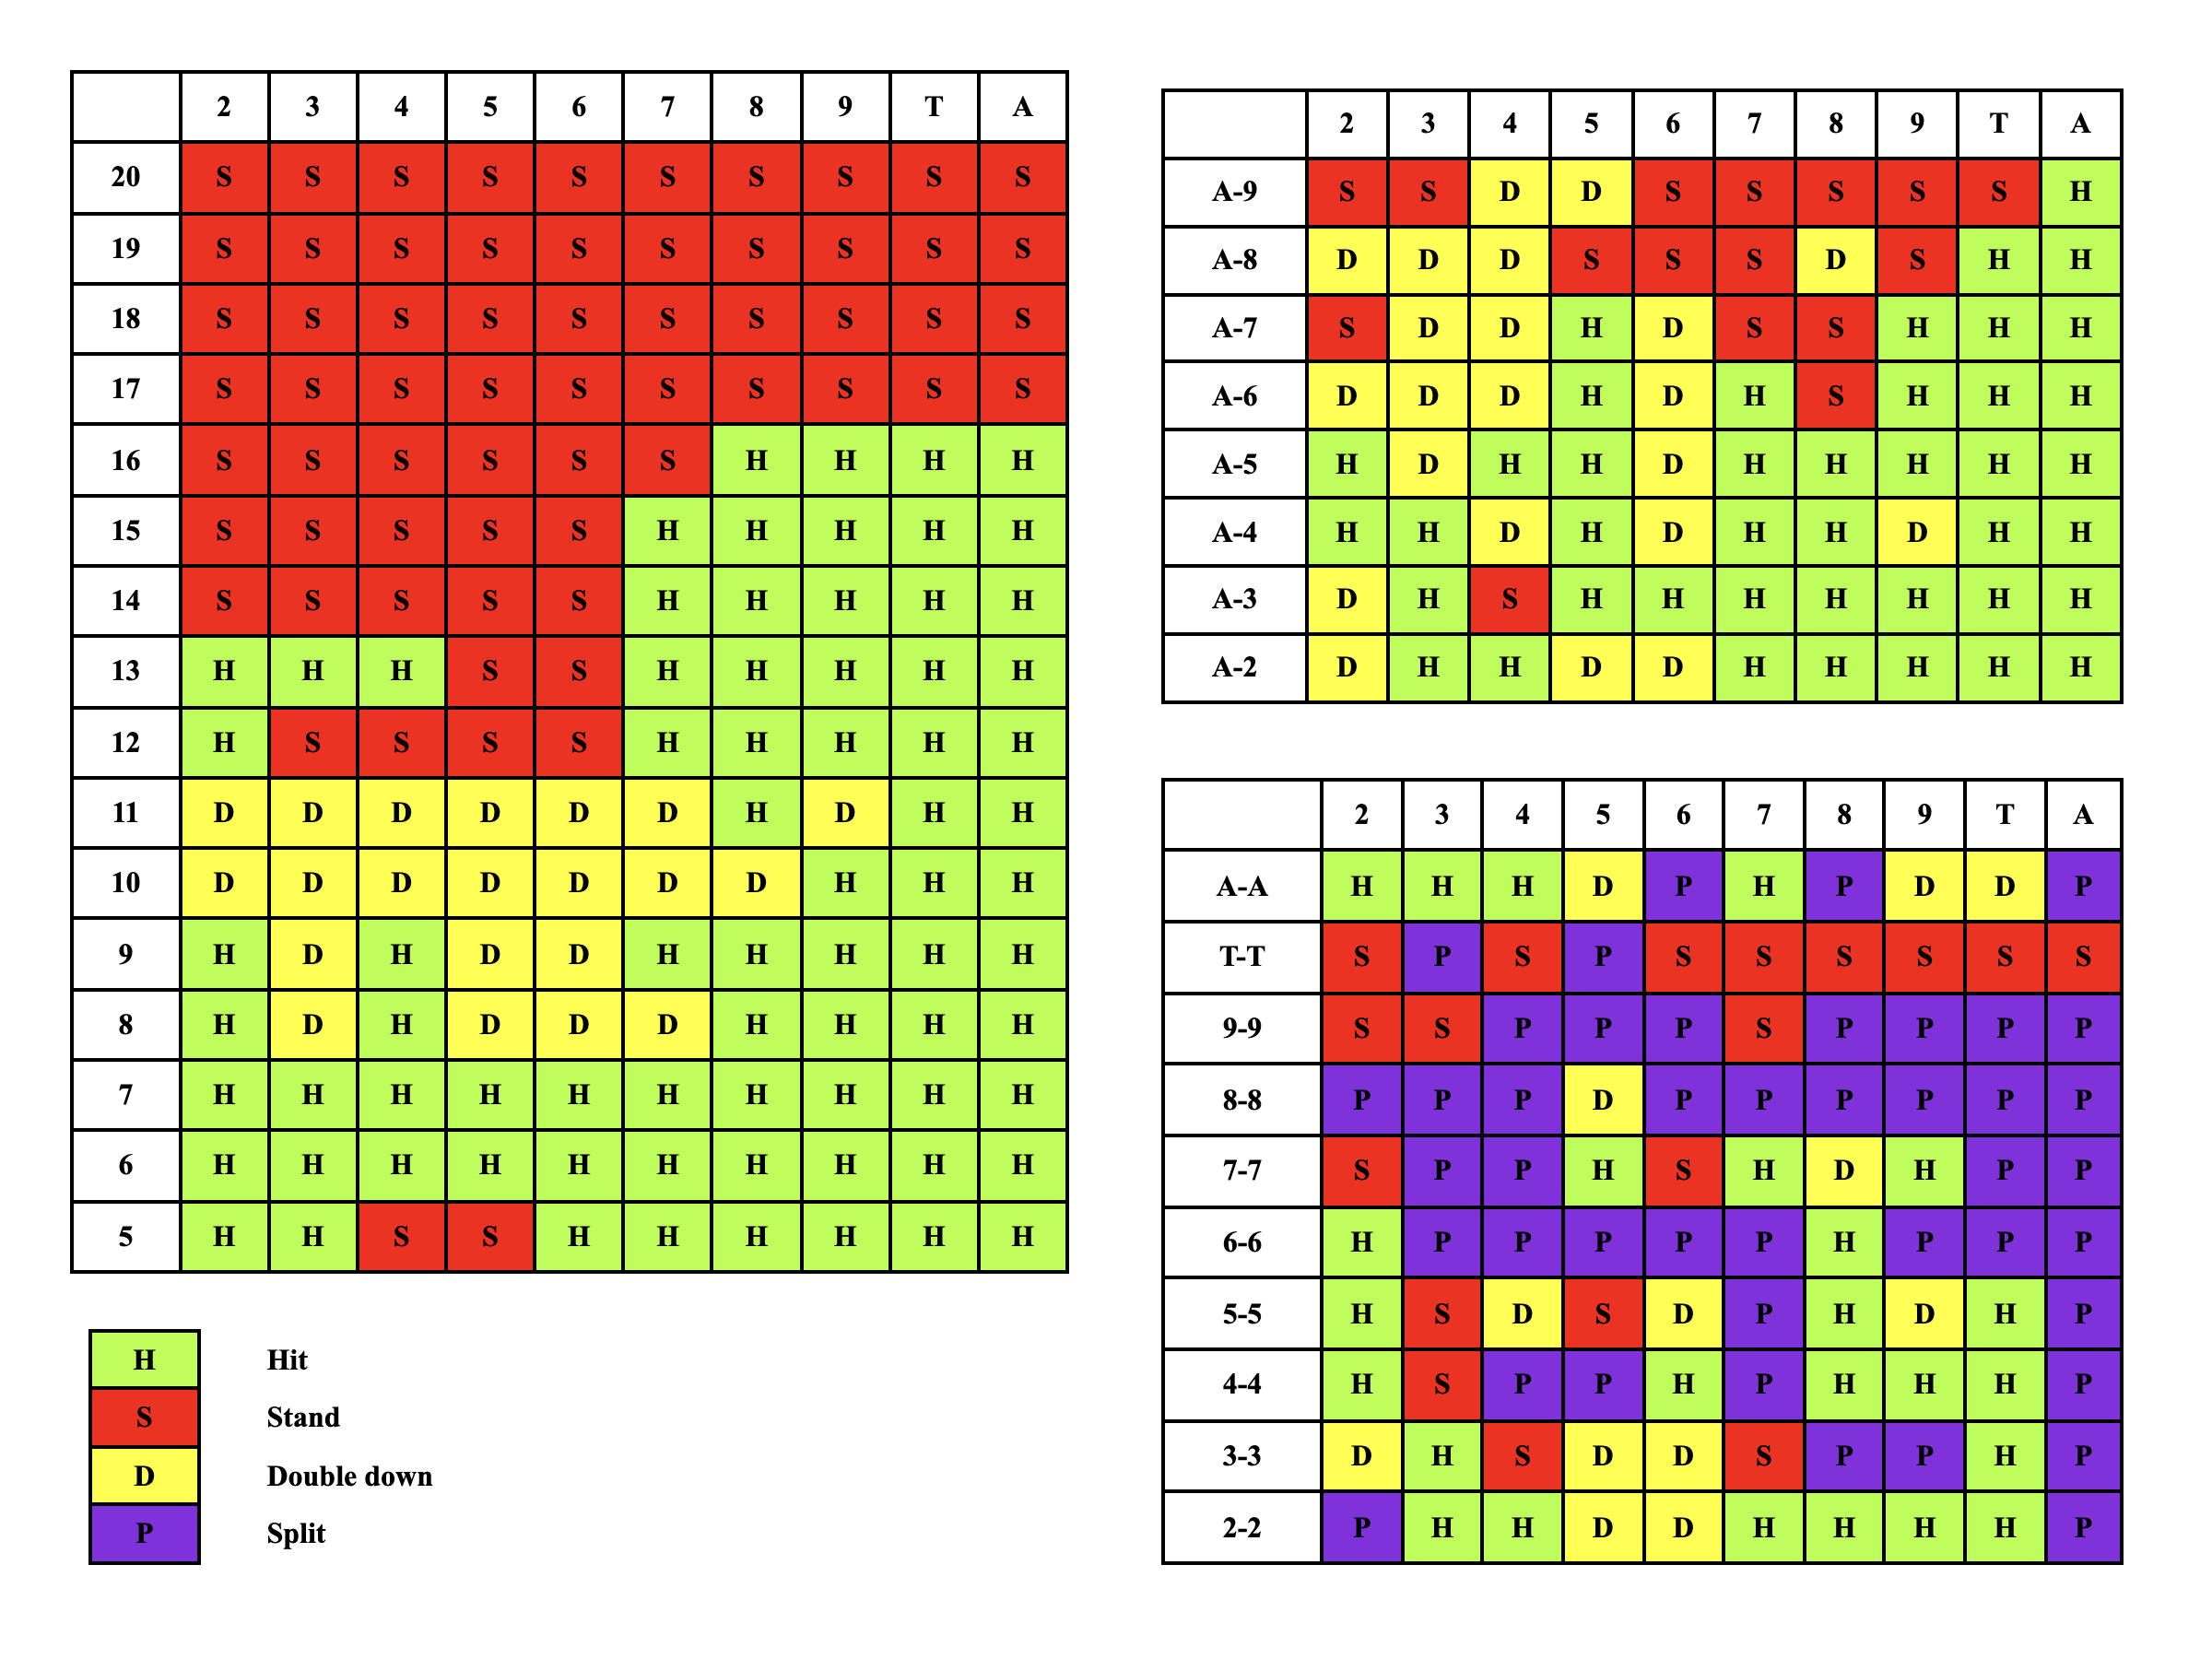 2 3 4 5 6 7 8 9 T A
20 S S S S S S S S S S
19 S S S S S S S S S S
18 S S S S S S S S S S
17 S S S S S S S S S S
16 S S S S S S H H H H
15 S S S S S H H H H H
14 S S S S S H H H H H
13 H H H S S H H H H H
12 H S S S S H H H H H
11 D D D D D D H D H H
10 D D D D D D D H H H
9 H D H D D H H H H H
8 H D H D D D H H H H
7 H H H H H H H H H H
6 H H H H H H H H H H
5 H H S S H H H H H H
H Hit
S Stand
D Double down
P Split
2 3 4 5 6 7 8 9 T A
A-9 S S D D S S S S S H
A-8 D D D S S S D S H H
A-7 S D D H D S S H H H
A-6 D D D H D H S H H H
A-5 H D H H D H H H H H
A-4 H H D H D H H D H H
A-3 D H S H H H H H H H
A-2 D H H D D H H H H H
2 3 4 5 6 7 8 9 T A
A-A H H H D P H P D D P
T-T S P S P S S S S S S
9-9 S S P P P S P P P P
8-8 P P P D P P P P P P
7-7 S P P H S H D H P P
6-6 H P P P P P H P P P
5-5 H S D S D P H D H P
4-4 H S P P H P H H H P
3-3 D H S D D S P P H P
2-2 P H H D D H H H H P